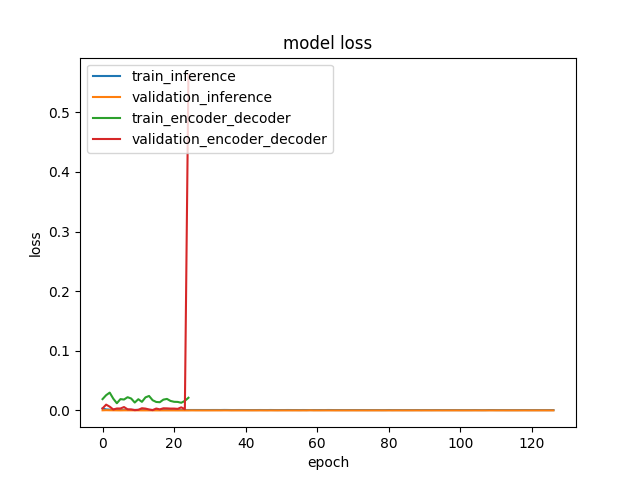 model loss
train_inference
validation_inference
train_encoder_decoder
validation_encoder_decoder
0.5
0.4
0.3
0.2
0.1
0.0
loss
0
20
40
60
80
100
120
epoch